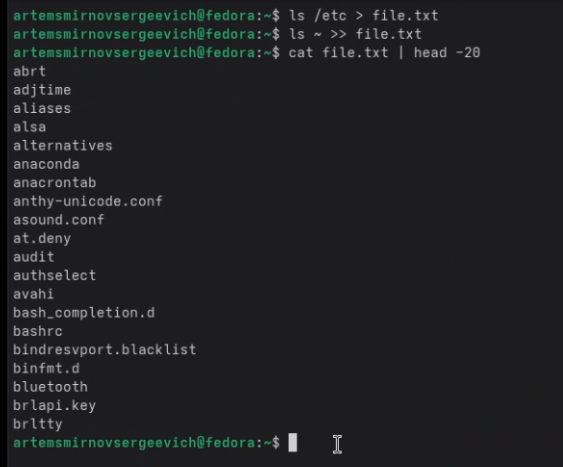 artemsmirnovsergeevich@fedora:~$ ls /etc > file.txt
artemsmirnovsergeevich@fedora:~$ ls ~ >> file.txt
artemsmirnovsergeevich@fedora:~$ cat file.txt | head -20
abrt
adjtime
aliases
alsa
alternatives
anaconda
anacrontab
anthy-unicode.conf
asound.conf
at.deny
audit
authselect
avahi
bash_completion.d
bashrc
bindresvport.blacklist
binfmt.d
bluetooth
brlapi.key
brltty
artemsmirnovsergeevich@fedora:~$